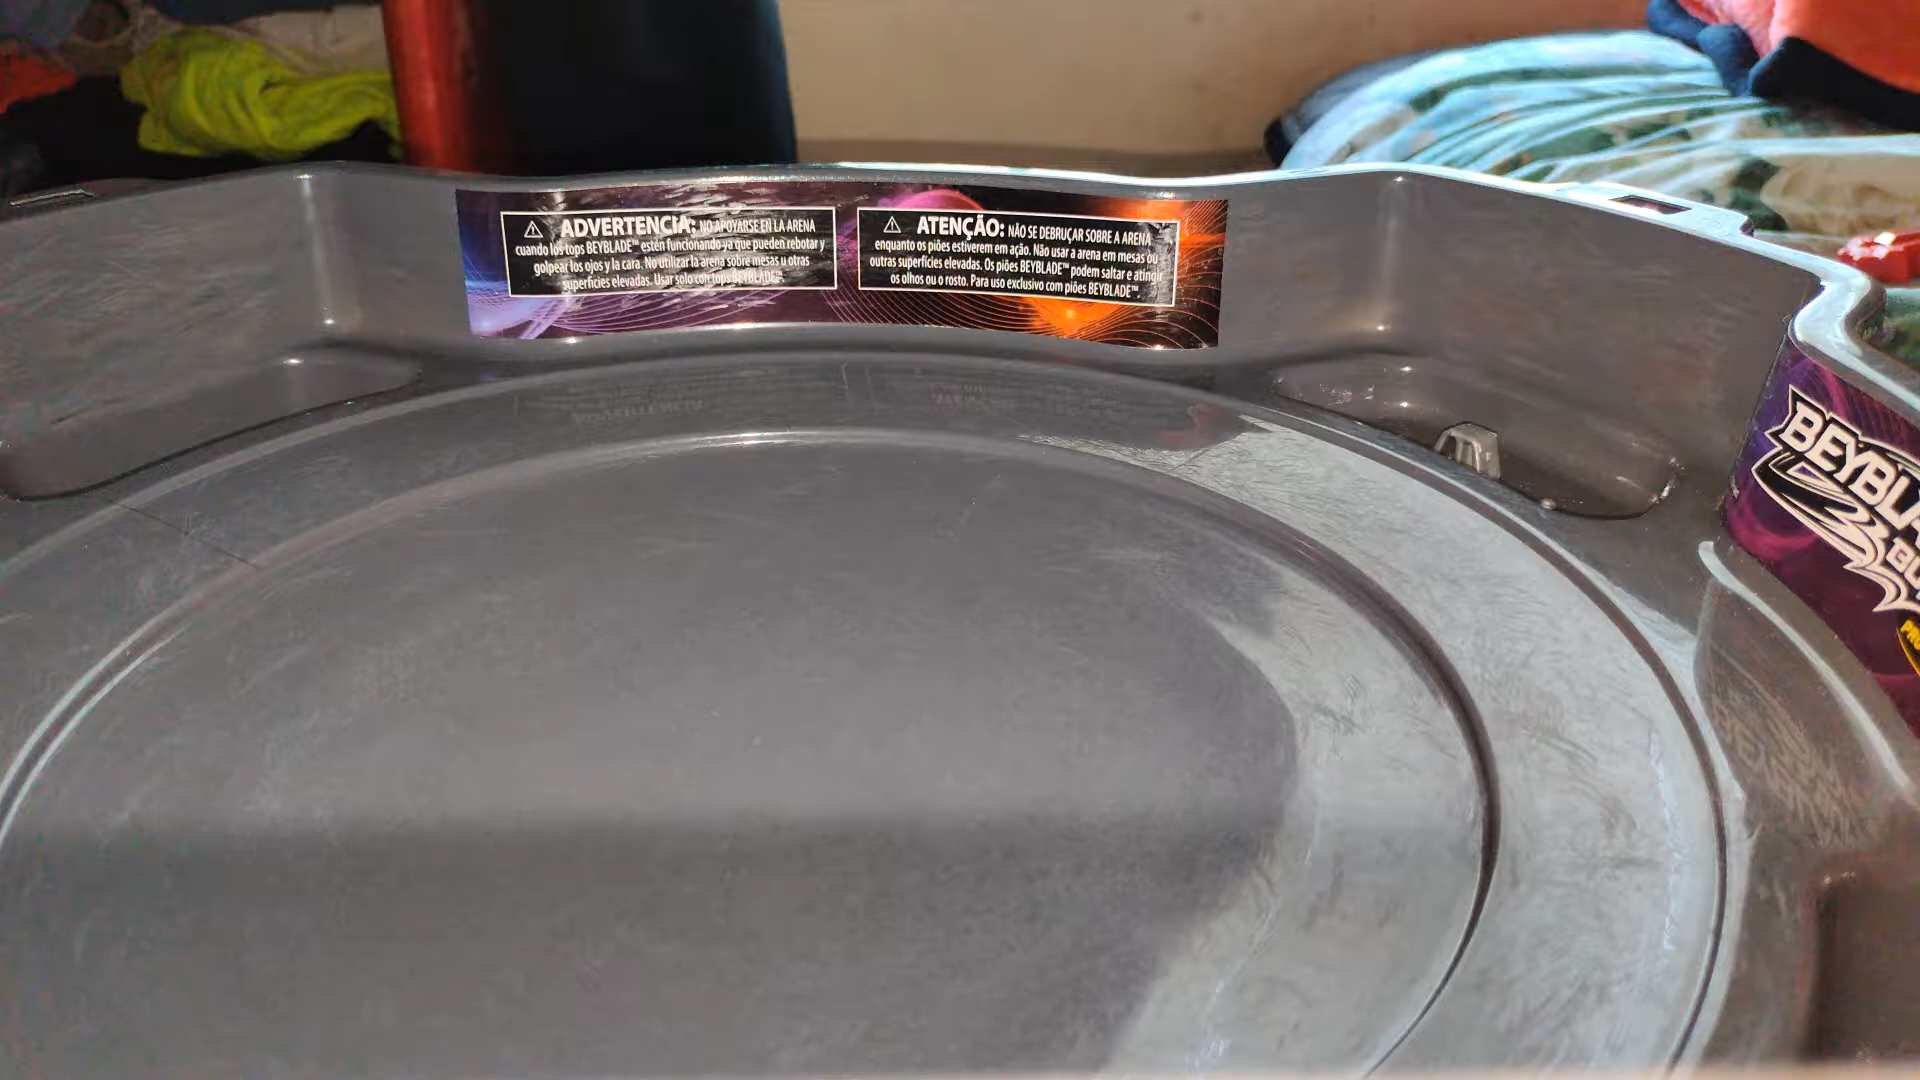 ADVERTENCIA: NO APOYARSE EN LA ARENA
cuando los tops BEYBLADE™ estén funcionando ya que pueden rebotar y
golpear los ojos y la cara. No utilizar la arena sobre mesas u otras
superficies elevadas. Usar solo con tops BEYBLADE™.
ATENÇÃO: NÃO SE DEBRUÇAR SOBRE A ARENA
enquanto os piões estiverem em ação. Não usar a arena em mesas ou
outras superfícies elevadas. Os piões BEYBLADE™ podem saltar e atingir
os olhos ou o rosto. Para uso exclusivo com piões BEYBLADE™
BEYBLA
BU